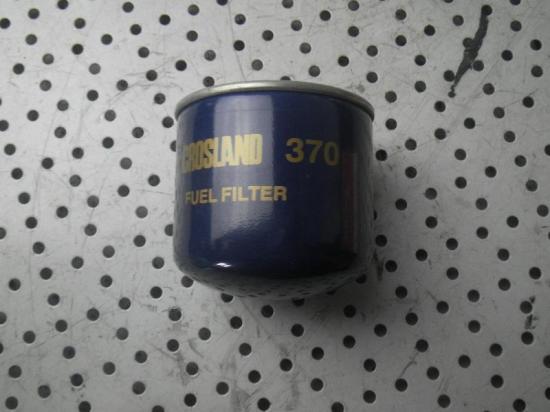 CROSLAND 370
FUEL FILTER